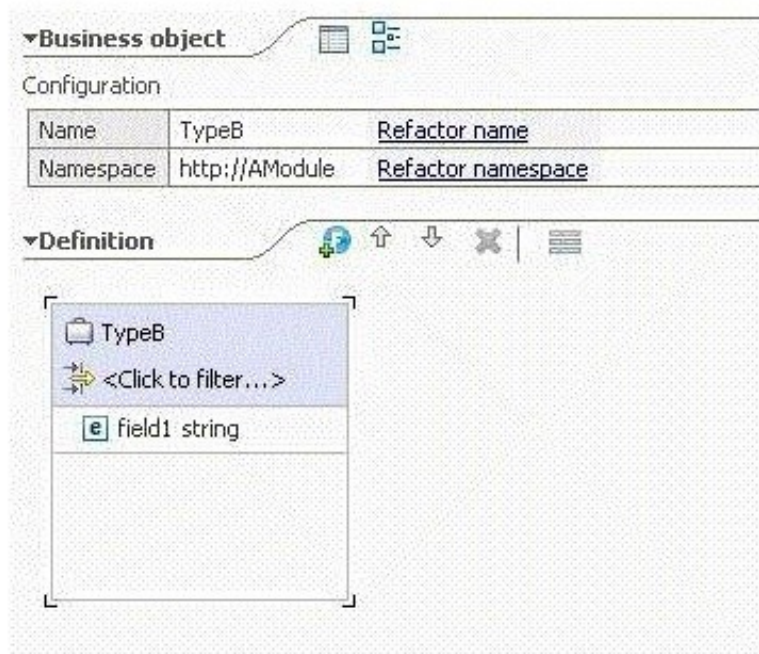 Business object
Configuration
Name TypeB Refactor name
Namespace http://AModule Refactor namespace
Definition
TypeB
<Click to filter...>
e field1 string